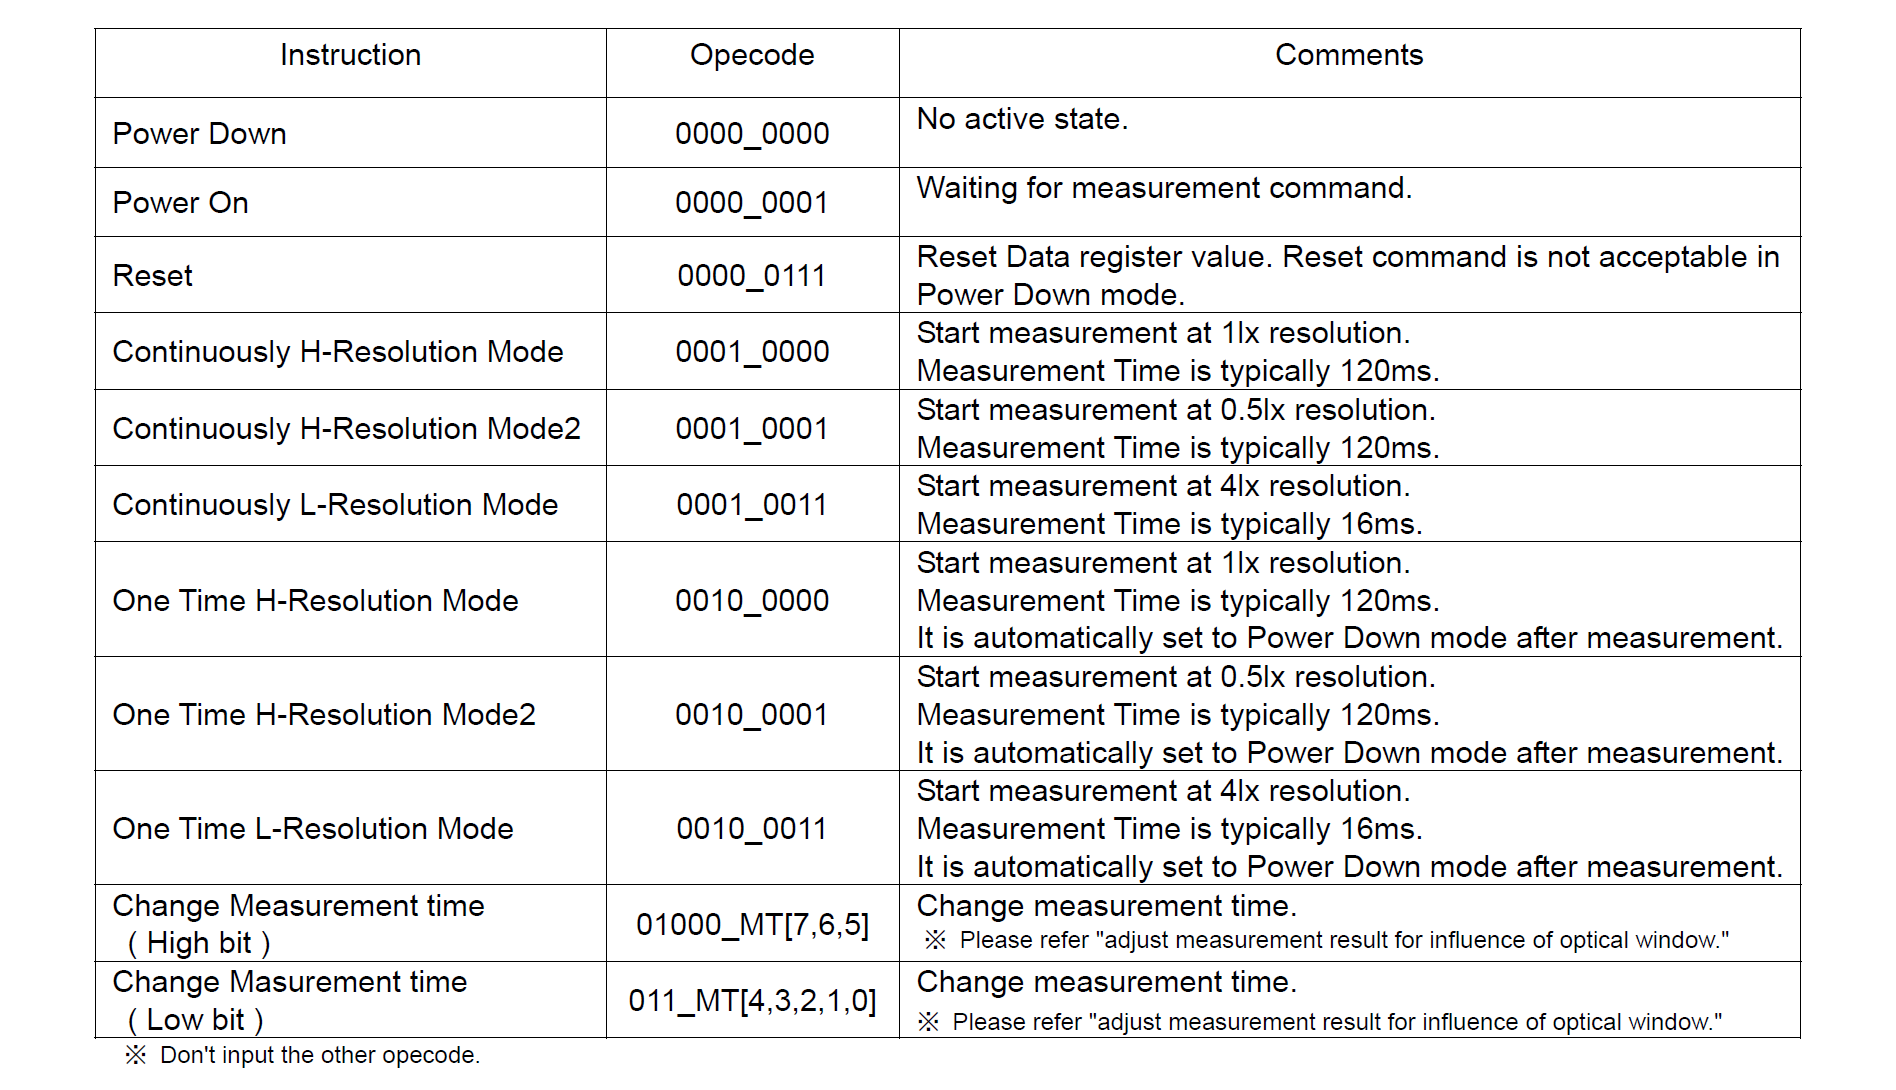 Instruction Opecode Comments
Power Down 0000_0000 No active state.
Power On 0000_0001 Waiting for measurement command.
Reset 0000_0111 Reset Data register value. Reset command is not acceptable in
Power Down mode.
Continuously H-Resolution Mode 0001_0000 Start measurement at 1lx resolution.
Measurement Time is typically 120ms.
Continuously H-Resolution Mode2 0001_0001 Start measurement at 0.5lx resolution.
Measurement Time is typically 120ms.
Continuously L-Resolution Mode 0001_0011 Start measurement at 4lx resolution.
Measurement Time is typically 16ms.
One Time H-Resolution Mode 0010_0000 Start measurement at 1lx resolution.
Measurement Time is typically 120ms.
It is automatically set to Power Down mode after measurement.
One Time H-Resolution Mode2 0010_0001 Start measurement at 0.5lx resolution.
Measurement Time is typically 120ms.
It is automatically set to Power Down mode after measurement.
One Time L-Resolution Mode 0010_0011 Start measurement at 4lx resolution.
Measurement Time is typically 16ms.
It is automatically set to Power Down mode after measurement.
Change Measurement time
( High bit ) 01000_MT[7,6,5] Change measurement time.
※ Please refer "adjust measurement result for influence of optical window."
Change Masurement time
( Low bit ) 011_MT[4,3,2,1,0] Change measurement time.
※ Please refer "adjust measurement result for influence of optical window."
※ Don't input the other opecode.